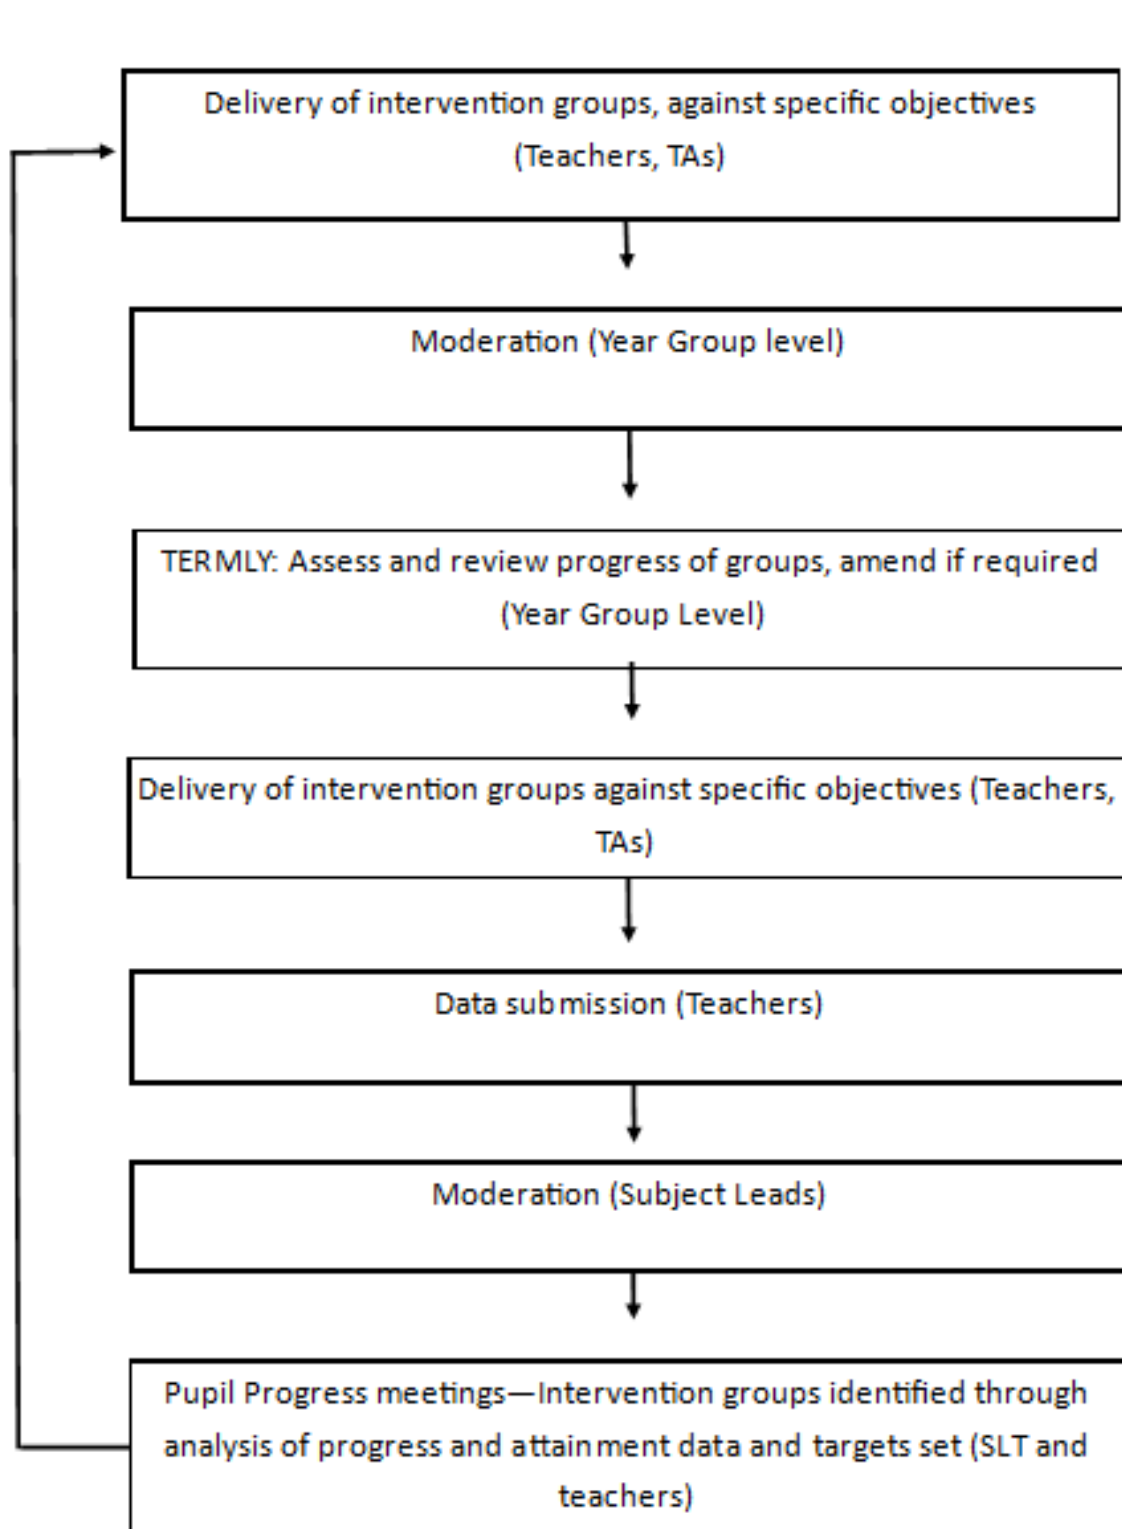 Delivery of intervention groups, against specific objectives
(Teachers, TAs)
Moderation (Year Group level)
TERMLY: Assess and review progress of groups, amend if required
(Year Group Level)
Delivery of intervention groups against specific objectives (Teachers,
TAs)
Data submission (Teachers)
Moderation (Subject Leads)
Pupil Progress meetings—Intervention groups identified through
analysis of progress and attainment data and targets set (SLT and
teachers)